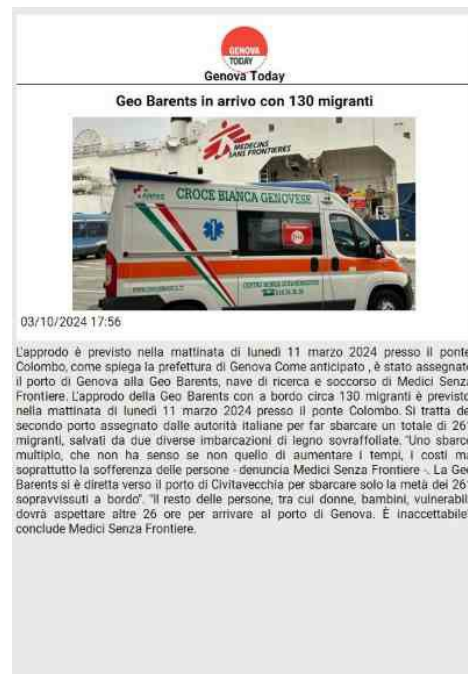 GENOVA
TODAY
Genova Today
Geo Barents in arrivo con 130 migranti
MEDECINS
SANS FRONTIERES
CROCE BIANCA GENOVESE
03/10/2024 17:56
L'approdo è previsto nella mattinata di lunedì 11 marzo 2024 presso il ponte
Colombo, come spiega la prefettura di Genova Come anticipato , è stato assegnato
il porto di Genova alla Geo Barents, nave di ricerca e soccorso di Medici Senza
Frontiere. L'approdo della Geo Barents con a bordo circa 130 migranti è previsto
nella mattinata di lunedì 11 marzo 2024 presso il ponte Colombo. Si tratta de
secondo porto assegnato dalle autorità italiane per far sbarcare un totale di 26
migranti, salvati da due diverse imbarcazioni di legno sovraffollate. "Uno sbarco
multiplo, che non ha senso se non quello di aumentare i tempi, i costi ma
soprattutto la sofferenza delle persone - denuncia Medici Senza Frontiere -. La Geo
Barents si è diretta verso il porto di Civitavecchia per sbarcare solo la metà dei 26
sopravvissuti a bordo". "Il resto delle persone, tra cui donne, bambini, vulnerabil
dovrà aspettare altre 26 ore per arrivare al porto di Genova. È inaccettabile
conclude Medici Senza Frontiere.